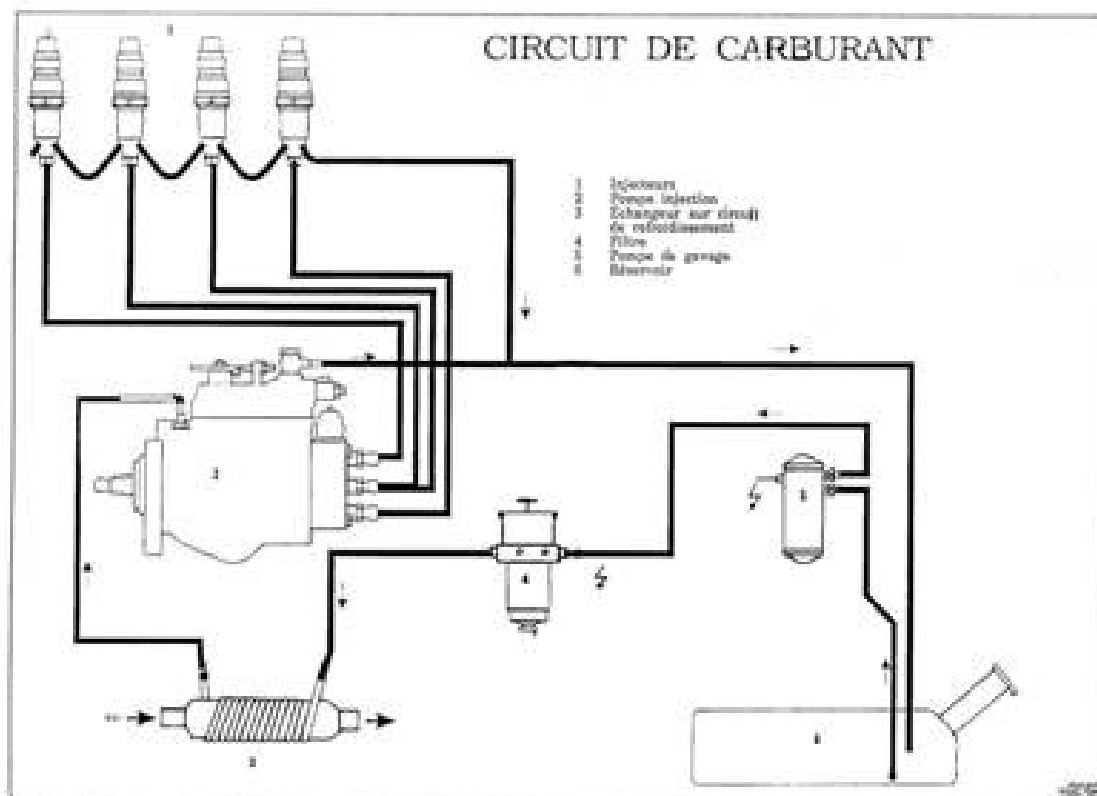 CIRCUIT DE CARBURANT
1 Injecteurs
2 Pompe injection
3 Echangeur sur circuit
de refroidissement
4 Filtre
5 Pompe de gavage
6 Réservoir
4